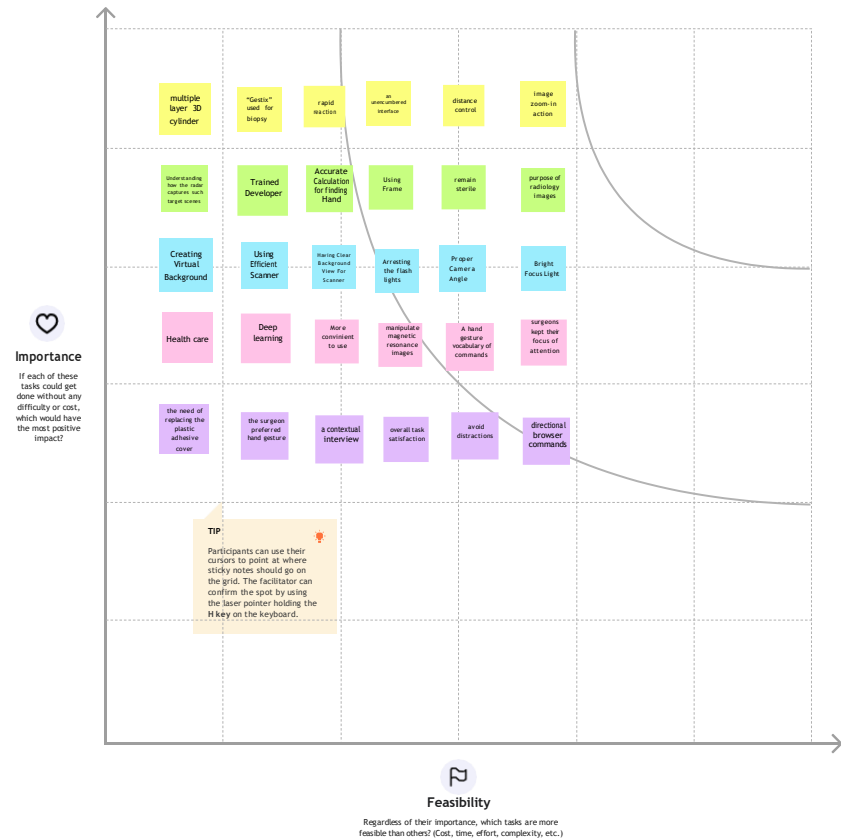 multiple
layer 3D
cylinder
"Gestix"
used for
biopsy
rapid
reaction
an
unencumbered
interface
distance
control
image
zoom-in
action
Understanding
how the radar
captures such
target scenes
Trained
Developer
Accurate
Calculation
for finding
Hand
Using
Frame
remain
sterile
purpose of
radiology
images
Creating
Virtual
Background
Using
Efficient
Scanner
Having Clear
Background
View For
Scanner
Arresting
the flash
lights
Proper
Camera
Angle
Bright
Focus Light
Health care
Deep
learning
More
convinient
to use
manipulate
magnetic
resonance
images
A hand
gesture
vocabulary of
commands
surgeons
kept their
focus of
attention
Importance
If each of these
tasks could get
done without any
difficulty or cost,
which would have
the most positive
impact?
the need of
replacing the
plastic
adhesive
cover
the surgeon
preferred
hand gesture
a contextual
interview
overall task
satisfaction
avoid
distractions
directional
browser
commands
TIP
Participants can use their
cursors to point at where
sticky notes should go on
the grid. The facilitator can
confirm the spot by using
the laser pointer holding the
H key on the keyboard.
Feasibility
Regardless of their importance, which tasks are more
feasible than others? (Cost, time, effort, complexity, etc.)